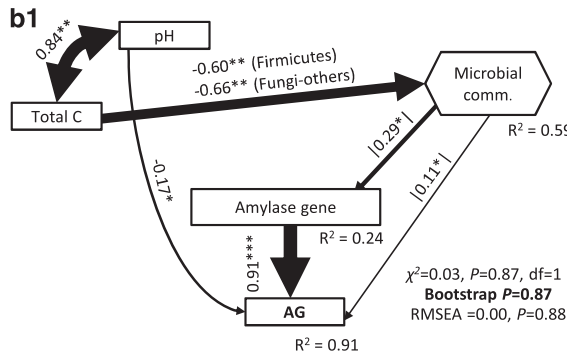 b1
pH
0.84**
-0.60** (Firmicutes)
-0.66** (Fungi-others)
Microbial
comm.
Total C
R² = 0.59
|0.29*|
|0.11*|
-0.17*
Amylase gene
R² = 0.24
0.91***
χ²=0.03, P=0.87, df=1
Bootstrap P=0.87
RMSEA =0.00, P=0.88
AG
R² = 0.91